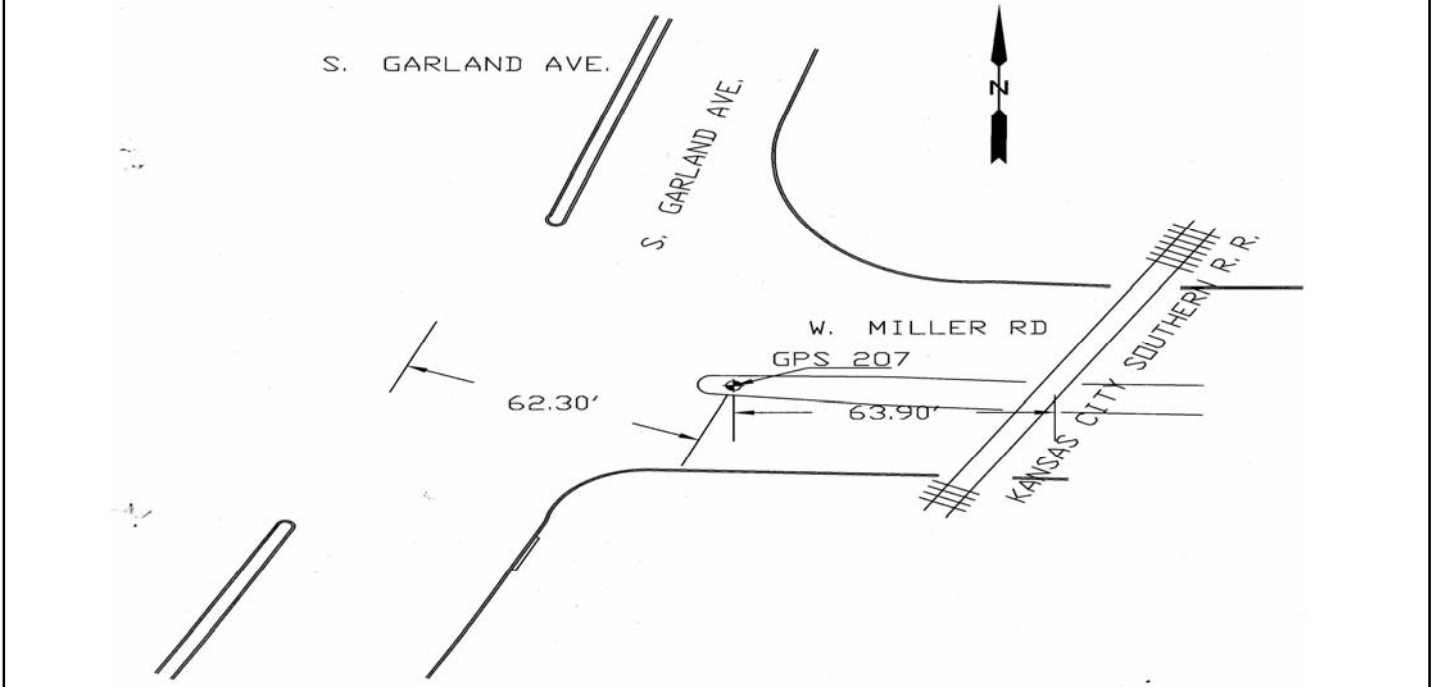 S. GARLAND AVE.
S. GARLAND AVE.
N
W. MILLER RD
GPS 207
62.30'
63.90'
KANSAS CITY SOUTHERN R. R.